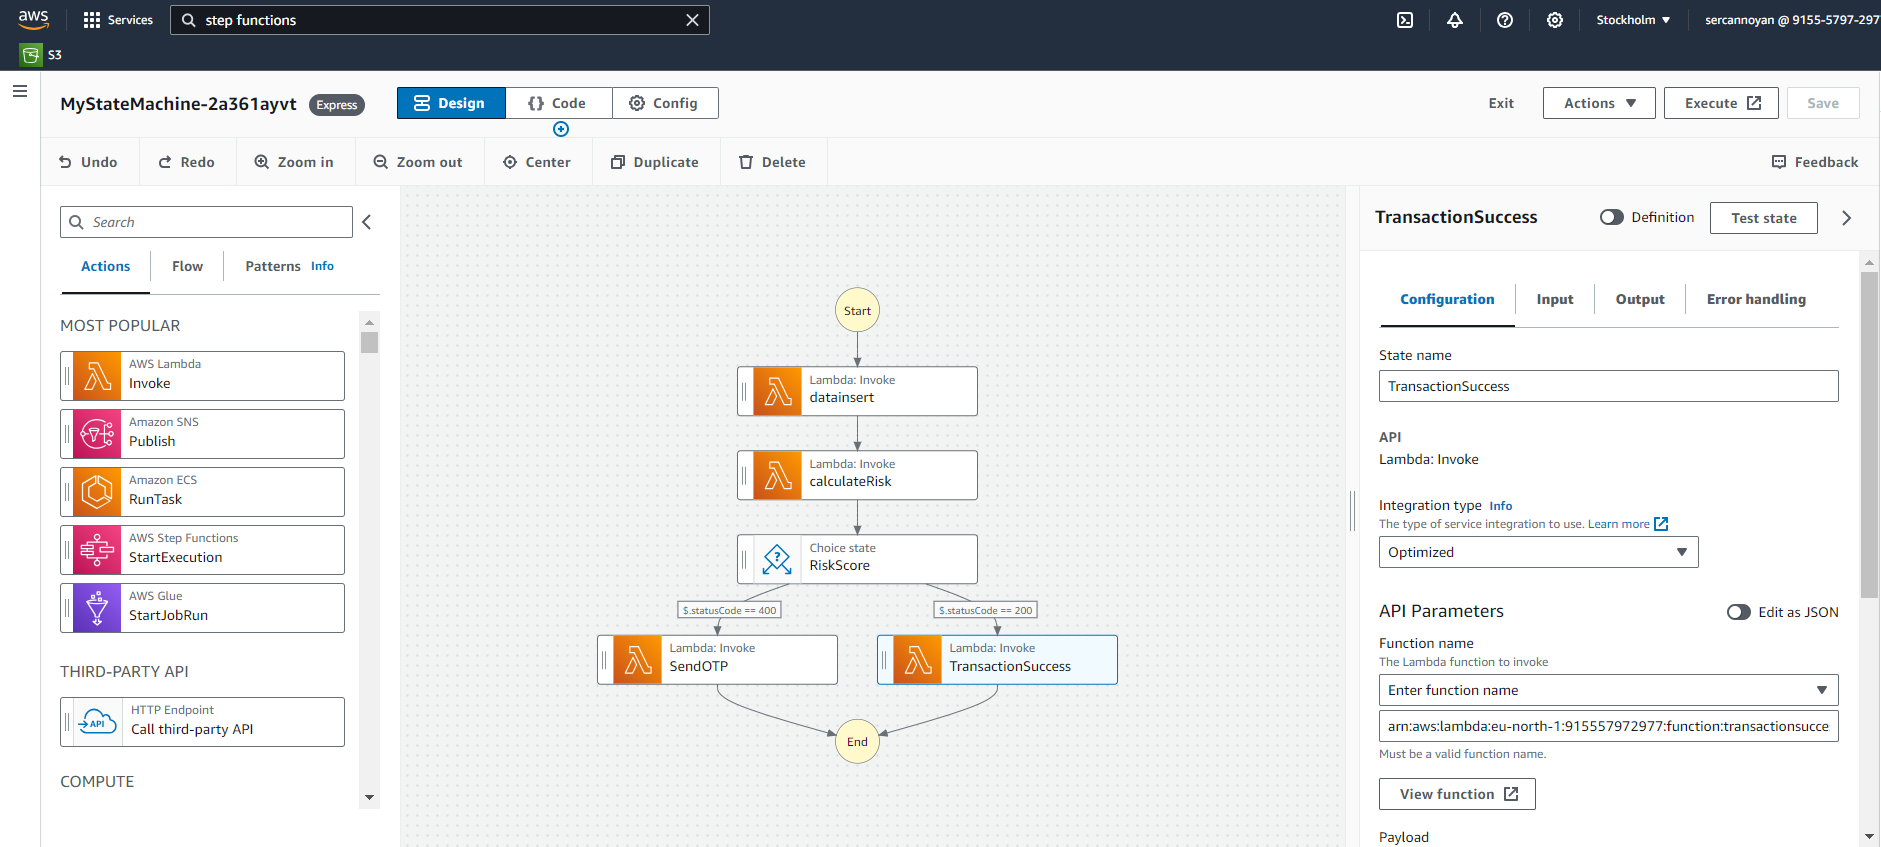 aws
Services
step functions
Stockholm
sercannoyan @ 9155-5797-297
S3
MyStateMachine-2a361ayvt
Express
Design
{} Code
Config
Exit
Actions
Execute
Save
Undo
Redo
Zoom in
Zoom out
Center
Duplicate
Delete
Feedback
Search
Actions
Flow
Patterns Info
MOST POPULAR
AWS Lambda
Invoke
Amazon SNS
Publish
Amazon ECS
RunTask
AWS Step Functions
StartExecution
AWS Glue
StartJobRun
THIRD-PARTY API
API
HTTP Endpoint
Call third-party API
COMPUTE
Start
Lambda: Invoke
datainsert
Lambda: Invoke
calculateRisk
Choice state
RiskScore
$.statusCode == 400
$.statusCode == 200
Lambda: Invoke
SendOTP
Lambda: Invoke
TransactionSuccess
End
TransactionSuccess
Definition
Test state
Configuration
Input
Output
Error handling
State name
TransactionSuccess
API
Lambda: Invoke
Integration type Info
The type of service integration to use. Learn more
Optimized
API Parameters
Edit as JSON
Function name
The Lambda function to invoke
Enter function name
arn:aws:lambda:eu-north-1:915557972977:function:transactionsucce
Must be a valid function name.
View function
Payload